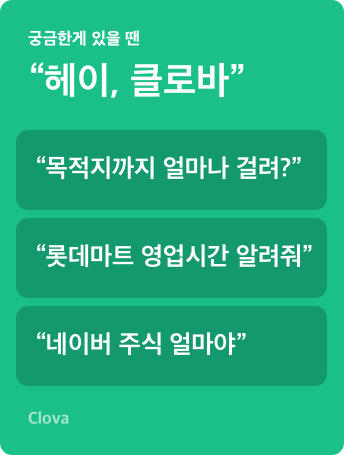 궁금한게 있을 땐
“헤이, 클로바”
“목적지까지 얼마나 걸려?”
“롯데마트 영업시간 알려줘”
“네이버 주식 얼마야”
Clova